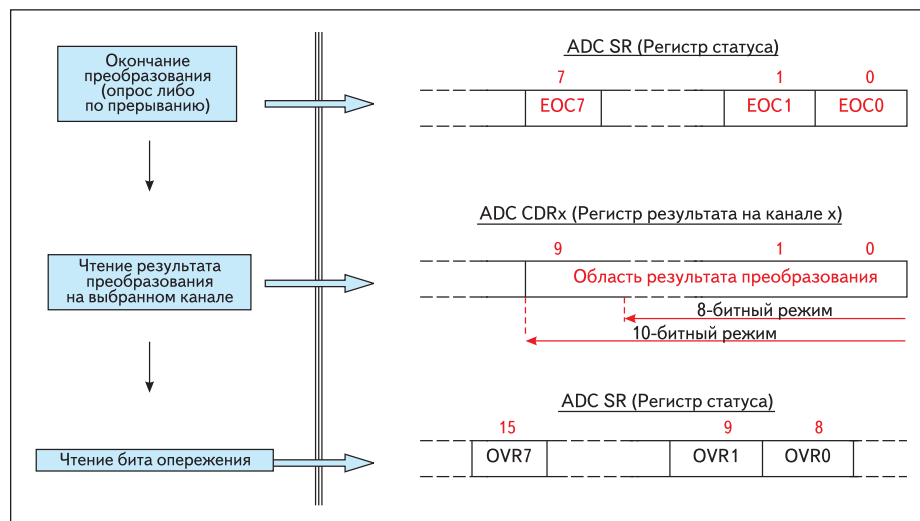 Окончание
преобразования
(опрос либо
по прерыванию)
ADC SR (Регистр статуса)
7 1 0
EOC7 EOC1 EOC0
Чтение результата
преобразования
на выбранном канале
ADC CDRx (Регистр результата на канале x)
9 1 0
Область результата преобразования
8-битный режим
10-битный режим
Чтение бита опережения
ADC SR (Регистр статуса)
15 9 8
OVR7 OVR1 OVR0